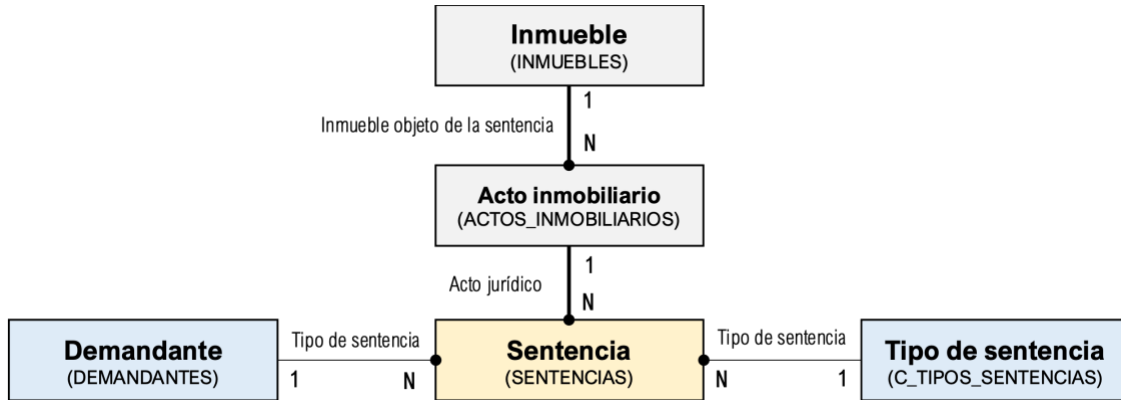 Inmueble
(INMUEBLES)
1
Inmueble objeto de la sentencia
N
Acto inmobiliario
(ACTOS_INMOBILIARIOS)
1
Acto jurídico
N
Demandante
(DEMANDANTES)
Tipo de sentencia
1
N
Sentencia
(SENTENCIAS)
Tipo de sentencia
N
1
Tipo de sentencia
(C_TIPOS_SENTENCIAS)